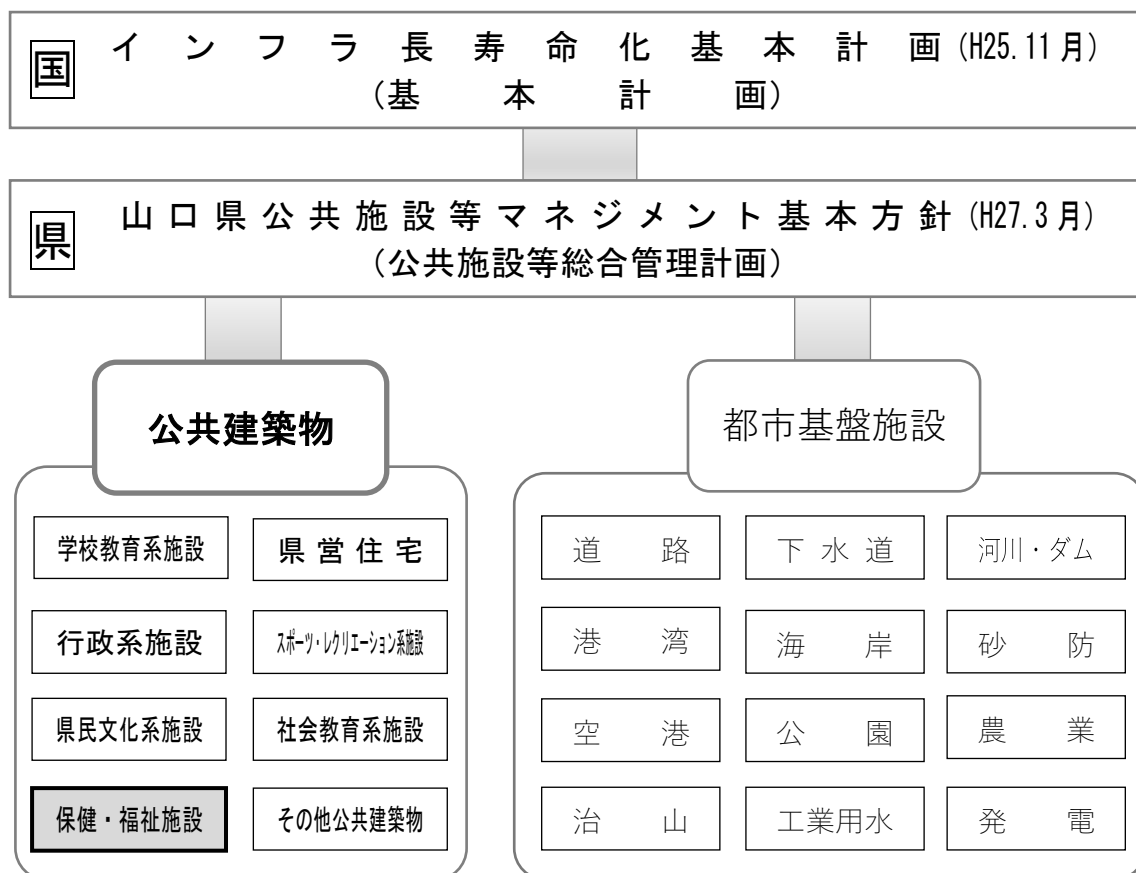 国
インフラ長寿命化基本計画(H25.11月)
(基本計画)
県
山口県公共施設等マネジメント基本方針(H27.3月)
(公共施設等総合管理計画)
公共建築物
都市基盤施設
学校教育系施設
県営住宅
行政系施設
スポーツ・レクリエーション系施設
県民文化系施設
社会教育系施設
保健・福祉施設
その他公共建築物
道路
下水道
河川・ダム
港湾
海岸
砂防
空港
公園
農業
治山
工業用水
発電